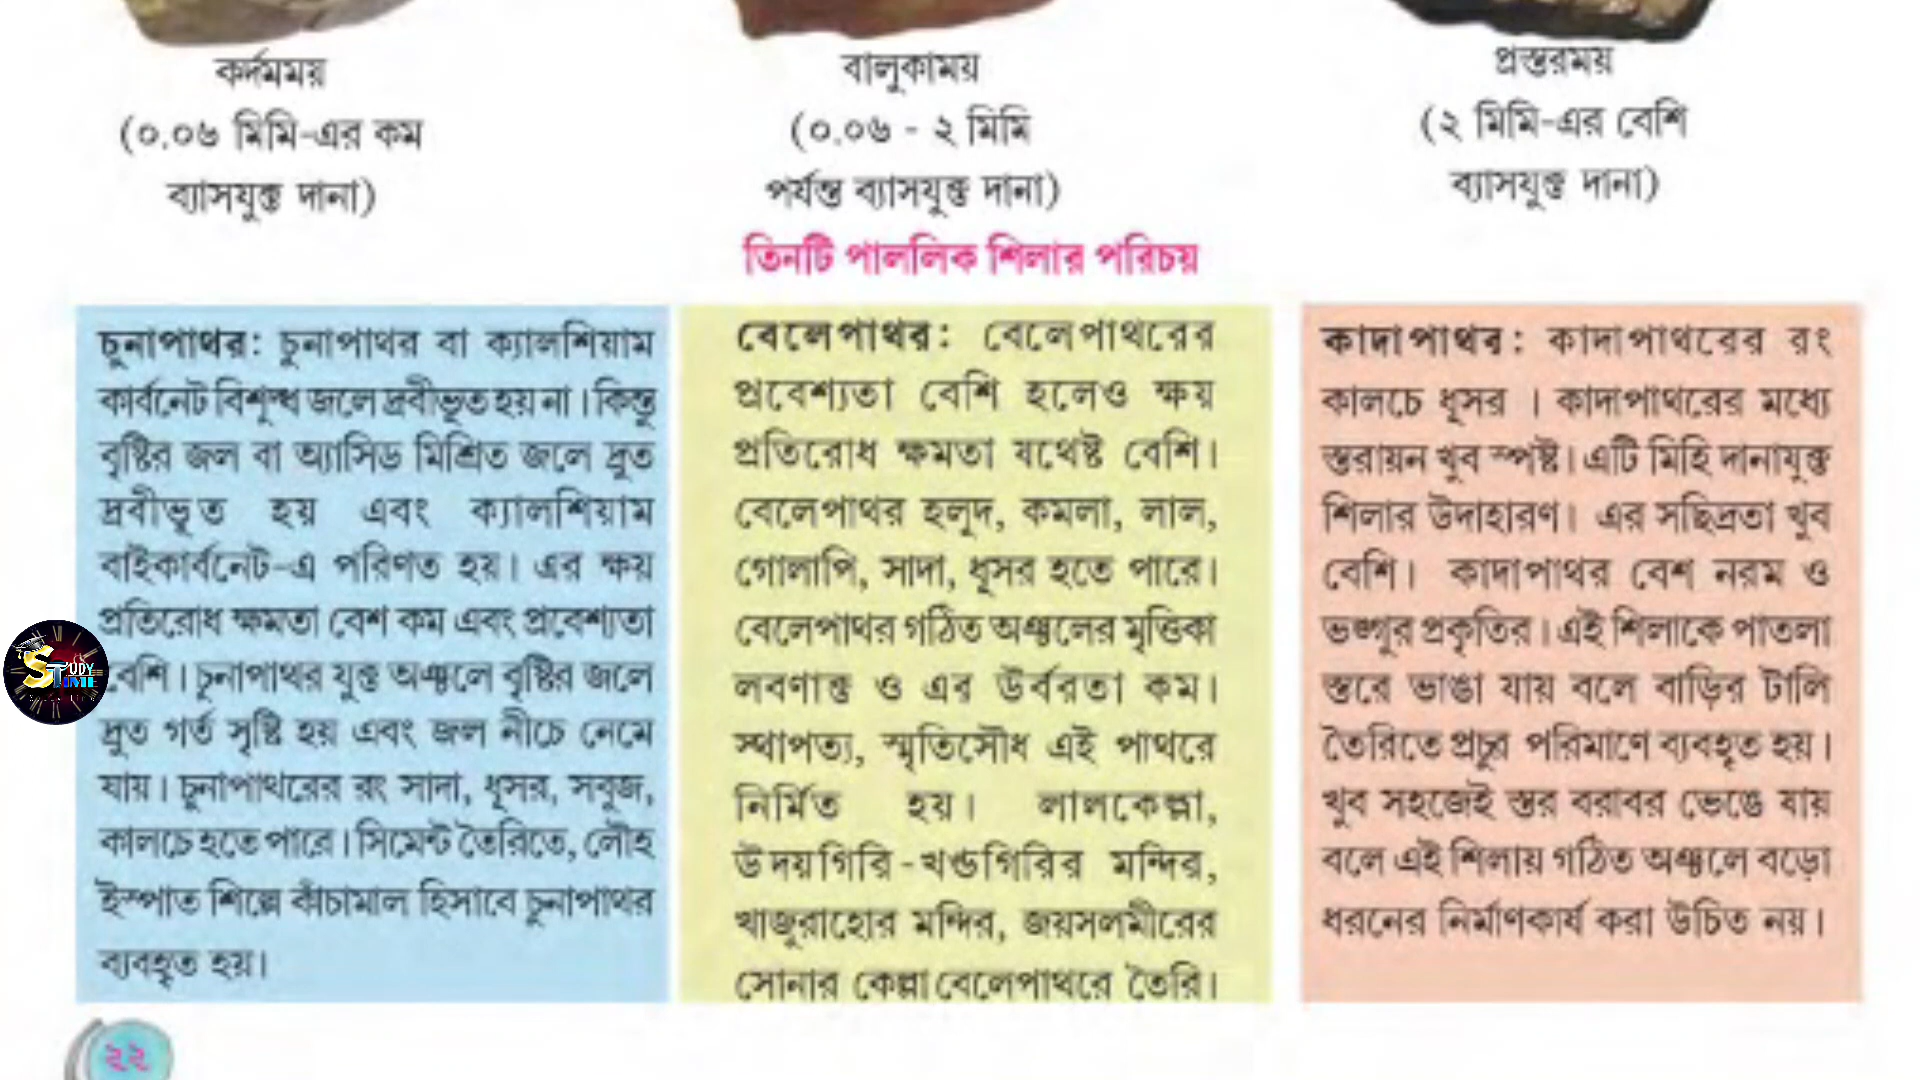 কর্দমময়
(০.০৬ মিমি-এর কম
ব্যাসযুক্ত দানা)
বালুকাময়
(০.০৬ - ২ মিমি
পর্যন্ত ব্যাসযুক্ত দানা)
প্রস্তরময়
(২ মিমি-এর বেশি
ব্যাসযুক্ত দানা)
তিনটি পাললিক শিলার পরিচয়
চুনাপাথর: চুনাপাথর বা ক্যালশিয়াম
কার্বনেট বিশুদ্ধ জলে দ্রবীভূত হয় না। কিন্তু
বৃষ্টির জল বা অ্যাসিড মিশ্রিত জলে দ্রুত
দ্রবীভূত হয় এবং ক্যালশিয়াম
বাইকার্বনেট-এ পরিণত হয়। এর ক্ষয়
প্রতিরোধ ক্ষমতা বেশ কম এবং প্রবেশ্যতা
বেশি। চুনাপাথর যুক্ত অঞ্চলে বৃষ্টির জলে
দ্রুত গর্ত সৃষ্টি হয় এবং জল নীচে নেমে
যায়। চুনাপাথরের রং সাদা, ধূসর, সবুজ,
কালচে হতে পারে। সিমেন্ট তৈরিতে, লৌহ
ইস্পাত শিল্পে কাঁচামাল হিসাবে চুনাপাথর
ব্যবহৃত হয়।
বেলেপাথর: বেলেপাথরের
প্রবেশ্যতা বেশি হলেও ক্ষয়
প্রতিরোধ ক্ষমতা যথেষ্ট বেশি।
বেলেপাথর হলুদ, কমলা, লাল,
গোলাপি, সাদা, ধূসর হতে পারে।
বেলেপাথর গঠিত অঞ্চলের মৃত্তিকা
লবণাক্ত ও এর উর্বরতা কম।
স্থাপত্য, স্মৃতিসৌধ এই পাথরে
নির্মিত হয়। লালকেল্লা,
উদয়গিরি-খণ্ডগিরির মন্দির,
খাজুরাহোর মন্দির, জয়সলমীরের
সোনার কেল্লা বেলেপাথরে তৈরি।
কাদাপাথর: কাদাপাথরের রং
কালচে ধূসর । কাদাপাথরের মধ্যে
স্তরায়ন খুব স্পষ্ট। এটি মিহি দানাযুক্ত
শিলার উদাহারণ। এর সছিদ্রতা খুব
বেশি। কাদাপাথর বেশ নরম ও
ভঙ্গুর প্রকৃতির। এই শিলাকে পাতলা
স্তরে ভাঙা যায় বলে বাড়ির টালি
তৈরিতে প্রচুর পরিমাণে ব্যবহৃত হয়।
খুব সহজেই স্তর বরাবর ভেঙে যায়
বলে এই শিলায় গঠিত অঞ্চলে বড়ো
ধরনের নির্মাণকার্য করা উচিত নয়।
STUDY
TIME
২২